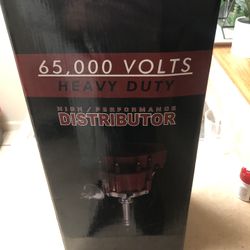 65,000 VOLTS
HEAVY DUTY
HIGH / PERFORMANCE
DISTRIBUTOR